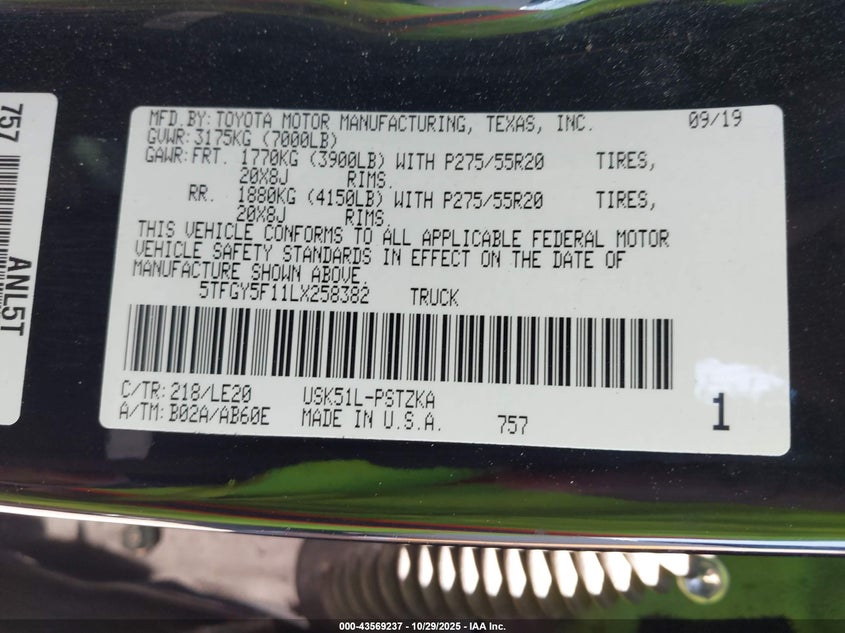 MFD.BY: TOYOTA MOTOR MANUFACTURING, TEXAS, INC. 09/19
GVWR: 3175KG (7000LB)
GAWR: FRT. 1770KG (3900LB) WITH P275/55R20 TIRES,
20X8J RIMS.
RR. 1880KG (4150LB) WITH P275/55R20 TIRES,
20X8J RIMS.
THIS VEHICLE CONFORMS TO ALL APPLICABLE FEDERAL MOTOR
VEHICLE SAFETY STANDARDS IN EFFECT ON THE DATE OF
MANUFACTURE SHOWN ABOVE.
5TFGY5F11LX258382 TRUCK
C/TR: 218/LE20 USK51L-PSTZKA
A/TM: B02A/AB60E MADE IN U.S.A. 757
1
757
ANL5T
000-43569237 - 10/29/2025 - IAA Inc.